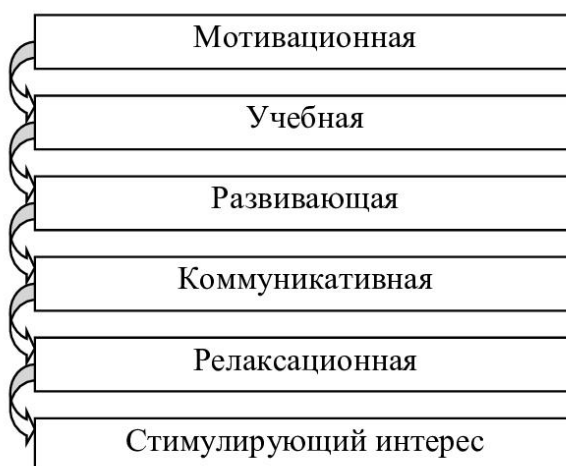 Мотивационная
Учебная
Развивающая
Коммуникативная
Релаксационная
Стимулирующий интерес